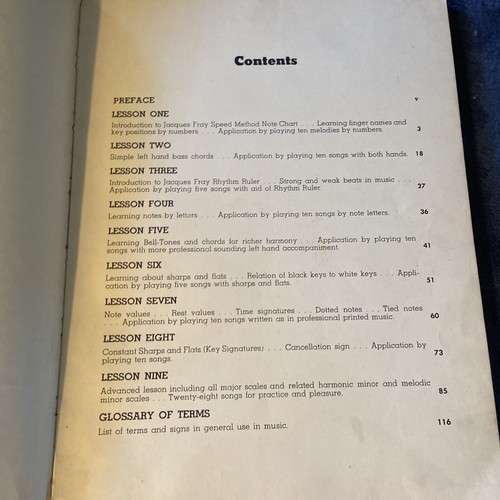 Contents
PREFACE v
LESSON ONE
Introduction to Jacques Fray Speed Method Note Chart . . . Learning finger names and
key positions by numbers . . . Application by playing ten melodies by numbers. 3
LESSON TWO
Simple left hand bass chords . . . Application by playing ten songs with both hands. 18
LESSON THREE
Introduction to Jacques Fray Rhythm Ruler . . . Strong and weak beats in music . . .
Application by playing five songs with aid of Rhythm Ruler. 27
LESSON FOUR
Learning notes by letters . . . Application by playing ten songs by note letters. 36
LESSON FIVE
Learning Bell-Tones and chords for richer harmony . . . Application by playing ten
songs with more professional sounding left hand accompaniment. 41
LESSON SIX
Learning about sharps and flats . . . Relation of black keys to white keys . . . Appli-
cation by playing five songs with sharps and flats. 51
LESSON SEVEN
Note values . . . Rest values . . . Time signatures . . . Dotted notes . . . Tied notes
. . . Application by playing ten songs written as in professional printed music. 60
LESSON EIGHT
Constant Sharps and Flats (Key Signatures) . . . Cancellation sign . . . Application by
playing ten songs. 73
LESSON NINE
Advanced lesson including all major scales and related harmonic minor and melodic
minor scales . . . Twenty-eight songs for practice and pleasure. 85
GLOSSARY OF TERMS
List of terms and signs in general use in music. 116